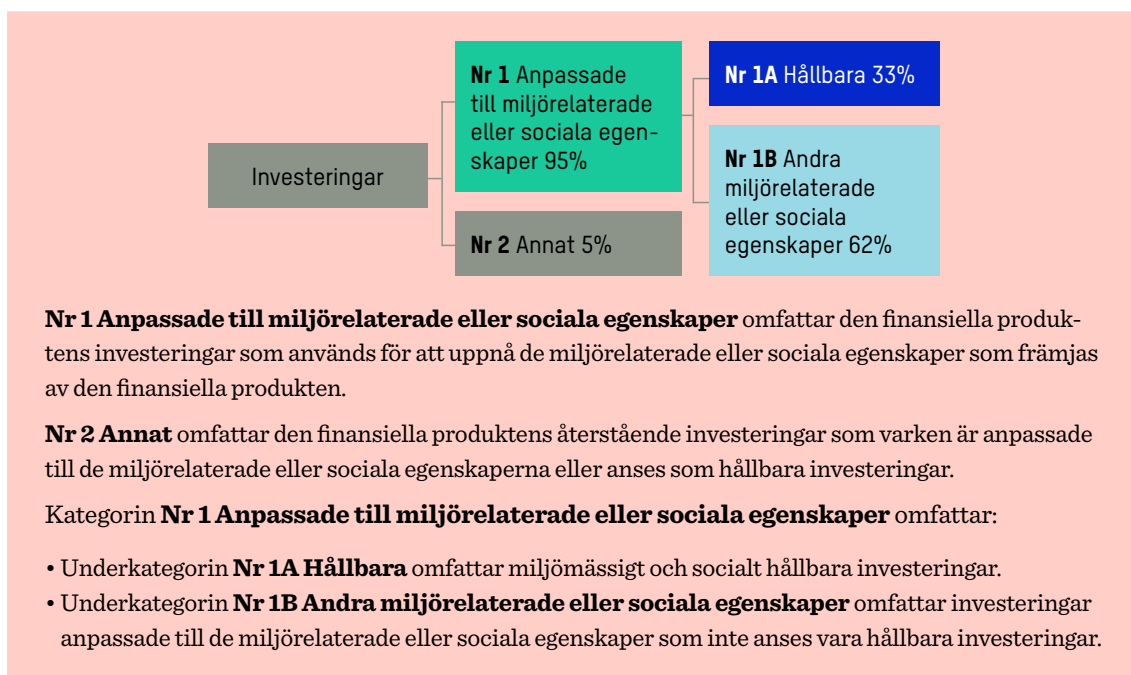 Investeringar
Nr 1 Anpassade
till miljörelaterade
eller sociala egen-
skaper 95%
Nr 2 Annat 5%
Nr 1A Hållbara 33%
Nr 1B Andra
miljörelaterade
eller sociala
egenskaper 62%
Nr 1 Anpassade till miljörelaterade eller sociala egenskaper omfattar den finansiella produk-
tens investeringar som används för att uppnå de miljörelaterade eller sociala egenskaper som främjas
av den finansiella produkten.
Nr 2 Annat omfattar den finansiella produktens återstående investeringar som varken är anpassade
till de miljörelaterade eller sociala egenskaperna eller anses som hållbara investeringar.
Kategorin Nr 1 Anpassade till miljörelaterade eller sociala egenskaper omfattar:
• Underkategorin Nr 1A Hållbara omfattar miljömässigt och socialt hållbara investeringar.
• Underkategorin Nr 1B Andra miljörelaterade eller sociala egenskaper omfattar investeringar
anpassade till de miljörelaterade eller sociala egenskaper som inte anses vara hållbara investeringar.